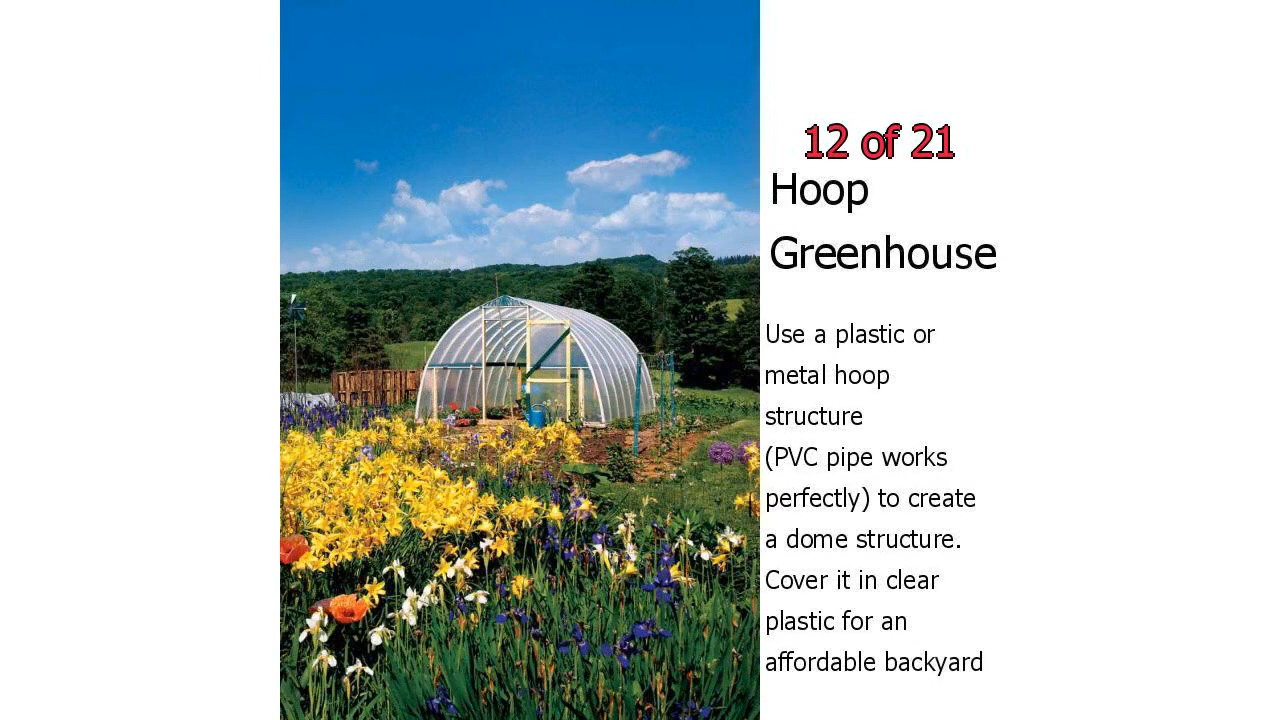 12 of 21
Hoop
Greenhouse
Use a plastic or
metal hoop
structure
(PVC pipe works
perfectly) to create
a dome structure.
Cover it in clear
plastic for an
affordable backyard